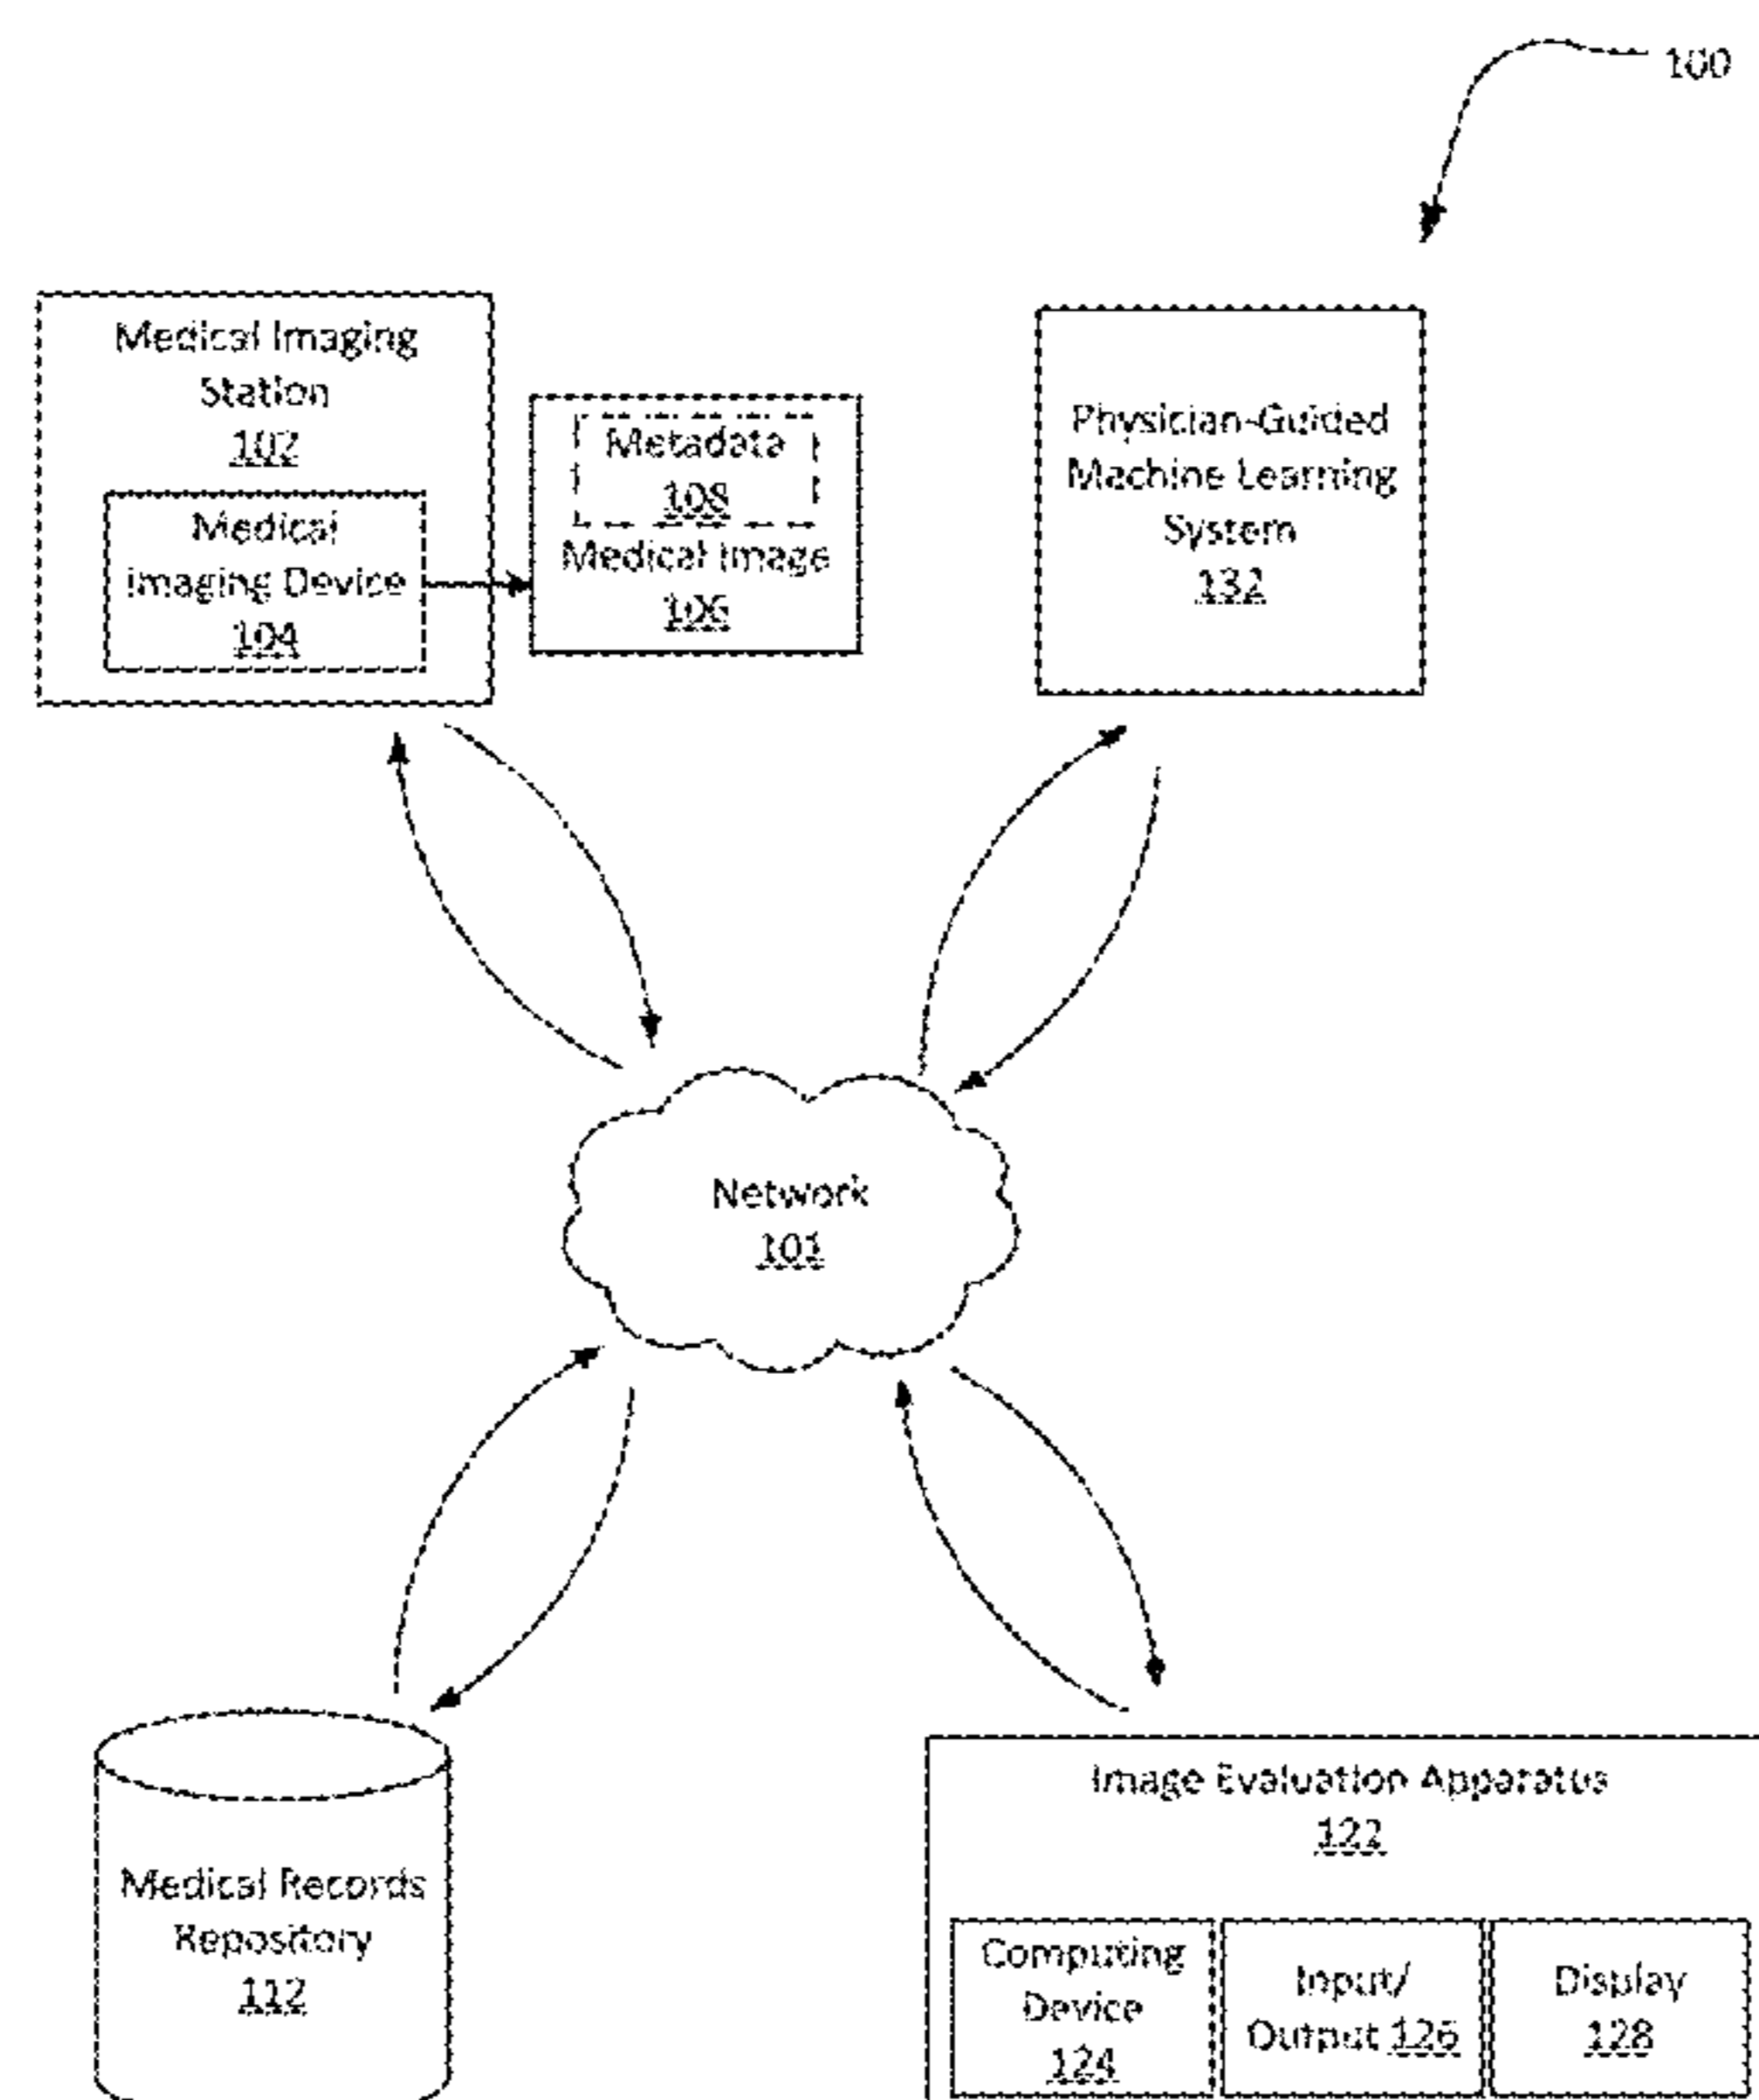 100
Medical Imaging
Station
102
Medical
Imaging Device
104
Metadata
108
Medical Image
106
Physician-Guided
Machine Learning
System
132
Network
101
Medical Records
Repository
112
Image Evaluation Apparatus
122
Computing
Device
124
Input/
Output 126
Display
128